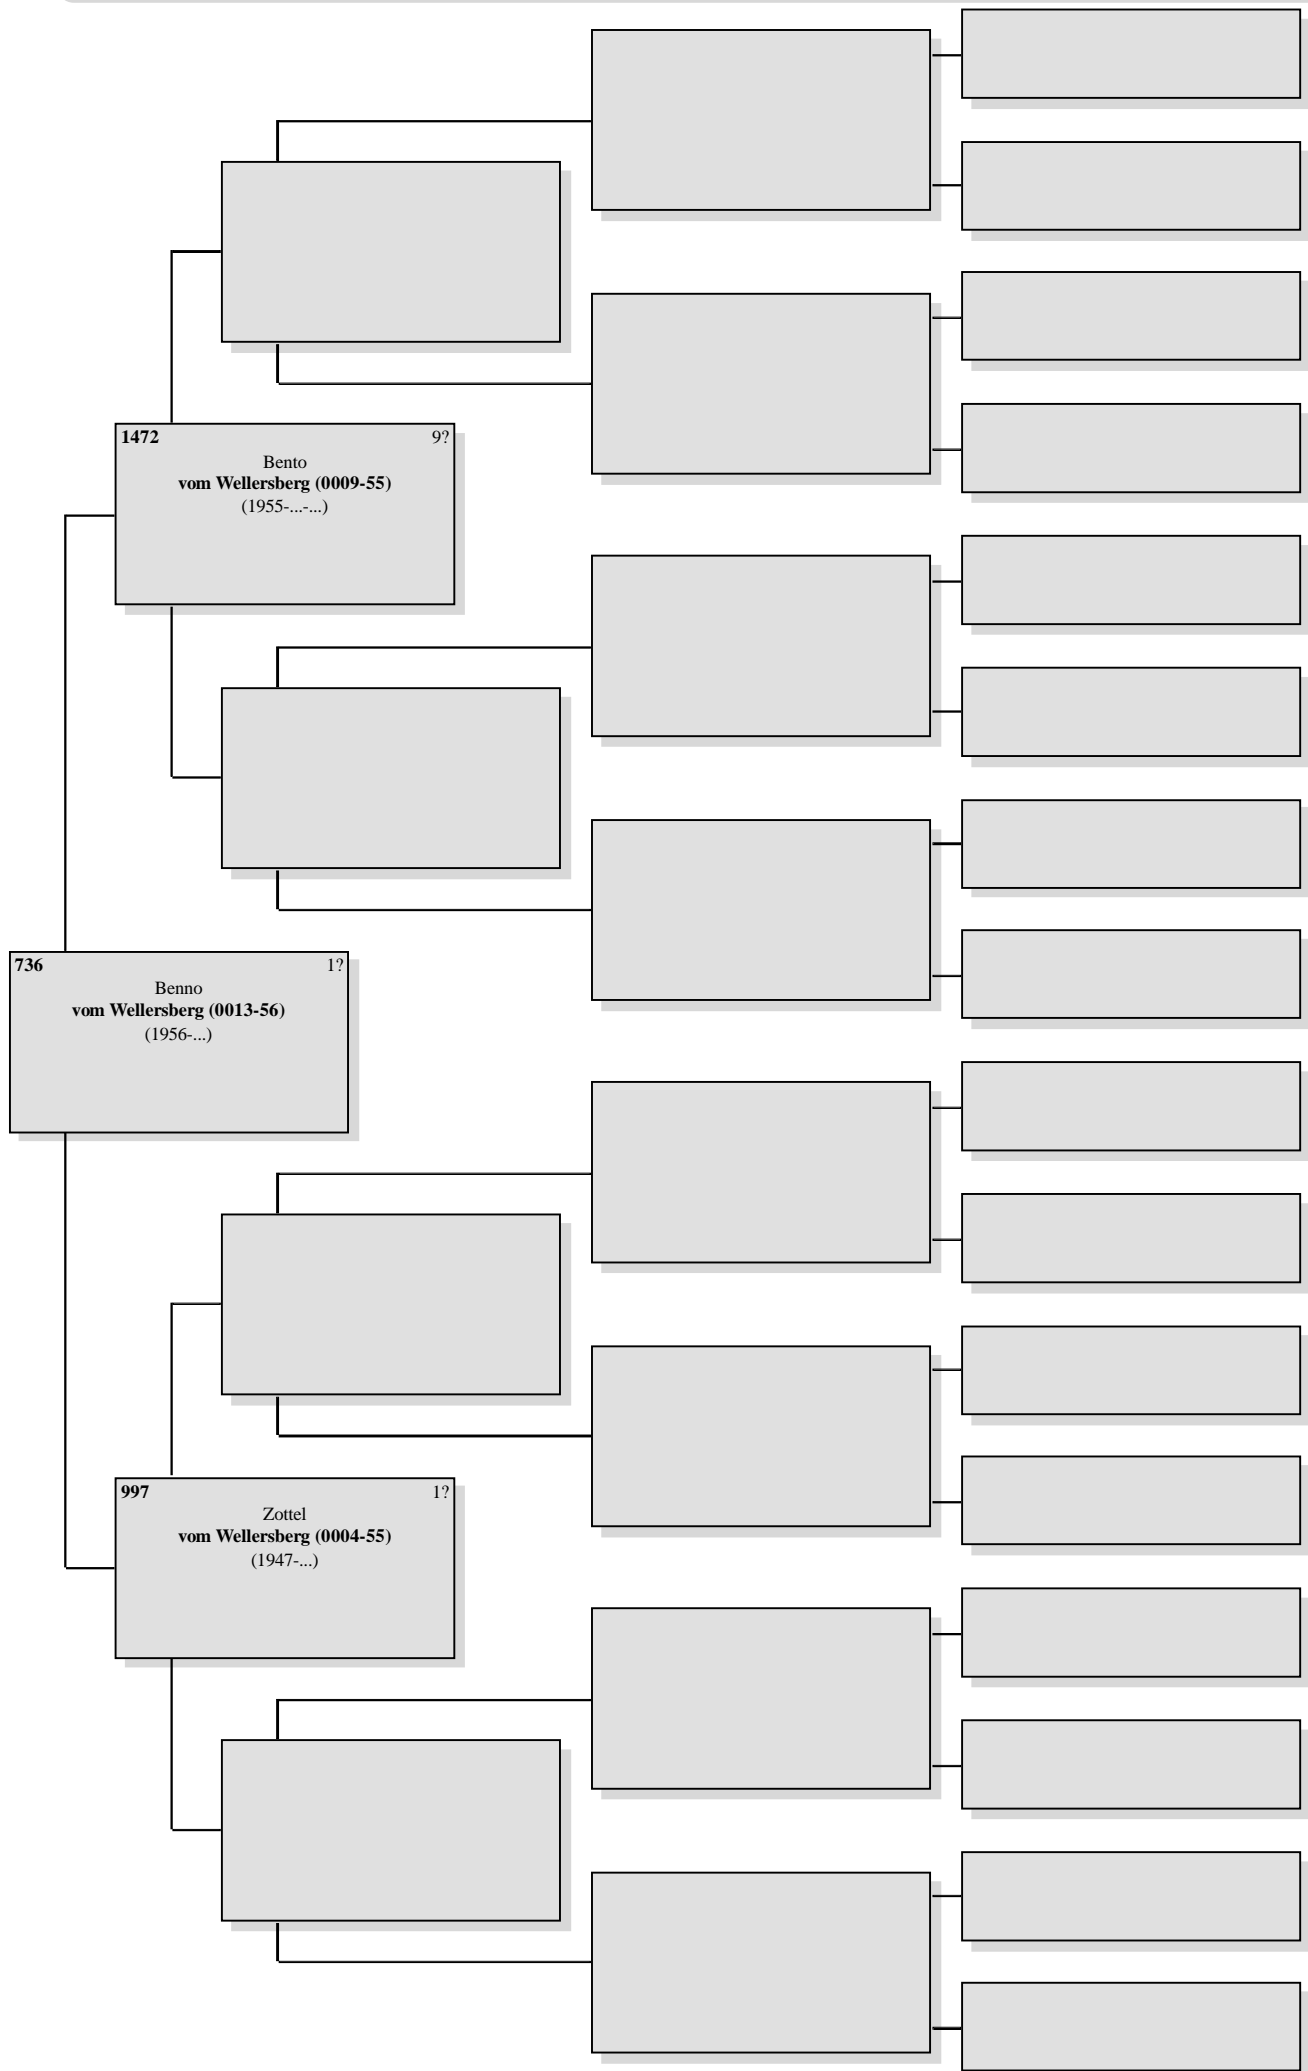 1472 9?
Bento
vom Wellersberg (0009-55)
(1955-...-...)
736 1?
Benno
vom Wellersberg (0013-56)
(1956-...)
997 1?
Zottel
vom Wellersberg (0004-55)
(1947-...)